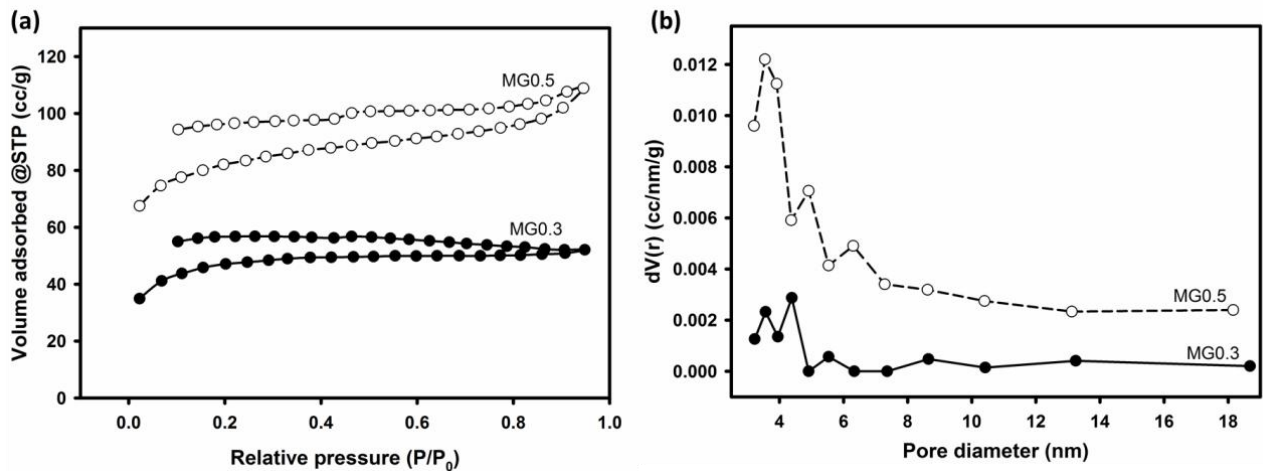 (a)
Volume adsorbed @STP (cc/g)
120
100
80
60
40
20
0
MG0.5
MG0.3
0.0 0.2 0.4 0.6 0.8 1.0
Relative pressure (P/P0)
(b)
dV(r) (cc/nm/g)
0.012
0.010
0.008
0.006
0.004
0.002
0.000
MG0.5
MG0.3
4 6 8 10 12 14 16 18
Pore diameter (nm)